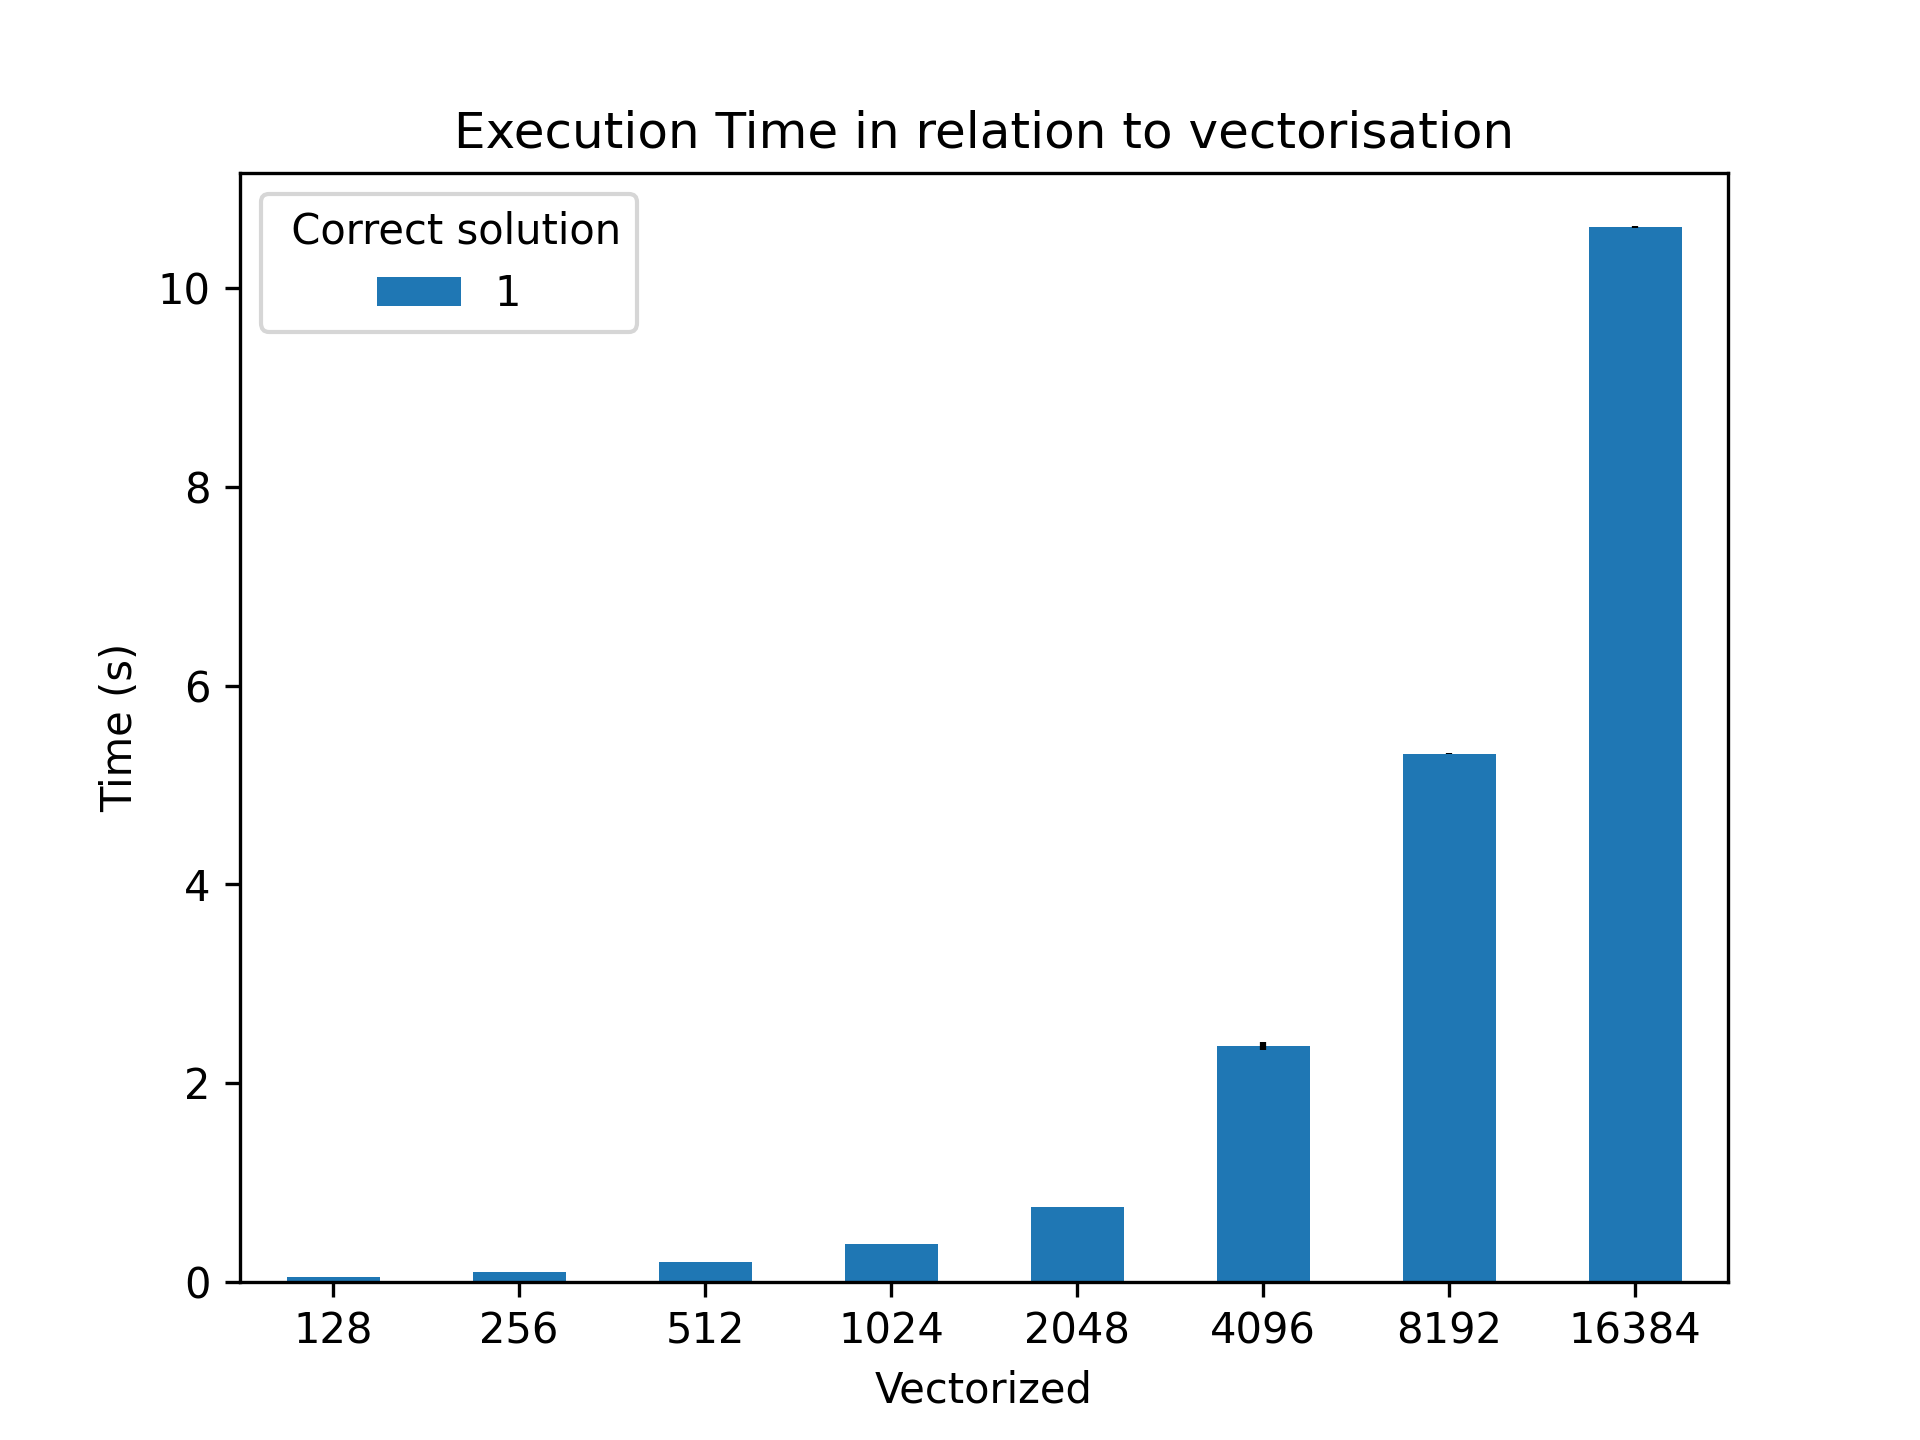 Execution Time in relation to vectorisation
Correct solution
1
10
8
6
4
2
0
Time (s)
128 256 512 1024 2048 4096 8192 16384
Vectorized